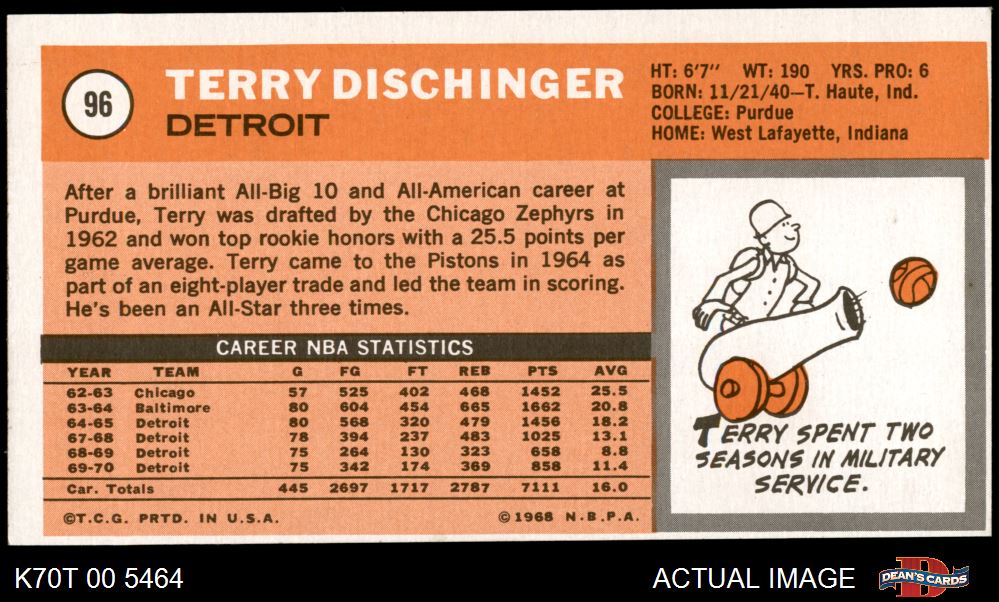 96
TERRY DISCHINGER
DETROIT
HT: 6'7" WT: 190 YRS. PRO: 6
BORN: 11/21/40—T. Haute, Ind.
COLLEGE: Purdue
HOME: West Lafayette, Indiana
After a brilliant All-Big 10 and All-American career at
Purdue, Terry was drafted by the Chicago Zephyrs in
1962 and won top rookie honors with a 25.5 points per
game average. Terry came to the Pistons in 1964 as
part of an eight-player trade and led the team in scoring.
He's been an All-Star three times.
CAREER NBA STATISTICS
YEAR TEAM G FG FT REB PTS AVG
62-63 Chicago 57 525 402 468 1452 25.5
63-64 Baltimore 80 604 454 665 1662 20.8
64-65 Detroit 80 568 320 479 1456 18.2
67-68 Detroit 78 394 237 483 1025 13.1
68-69 Detroit 75 264 130 323 658 8.8
69-70 Detroit 75 342 174 369 858 11.4
Car. Totals 445 2697 1717 2787 7111 16.0
©T.C.G. PRTD. IN U.S.A. ©1968 N.B.P.A.
TERRY SPENT TWO
SEASONS IN MILITARY
SERVICE.
K70T 00 5464
ACTUAL IMAGE
D
DEAN'S CARDS